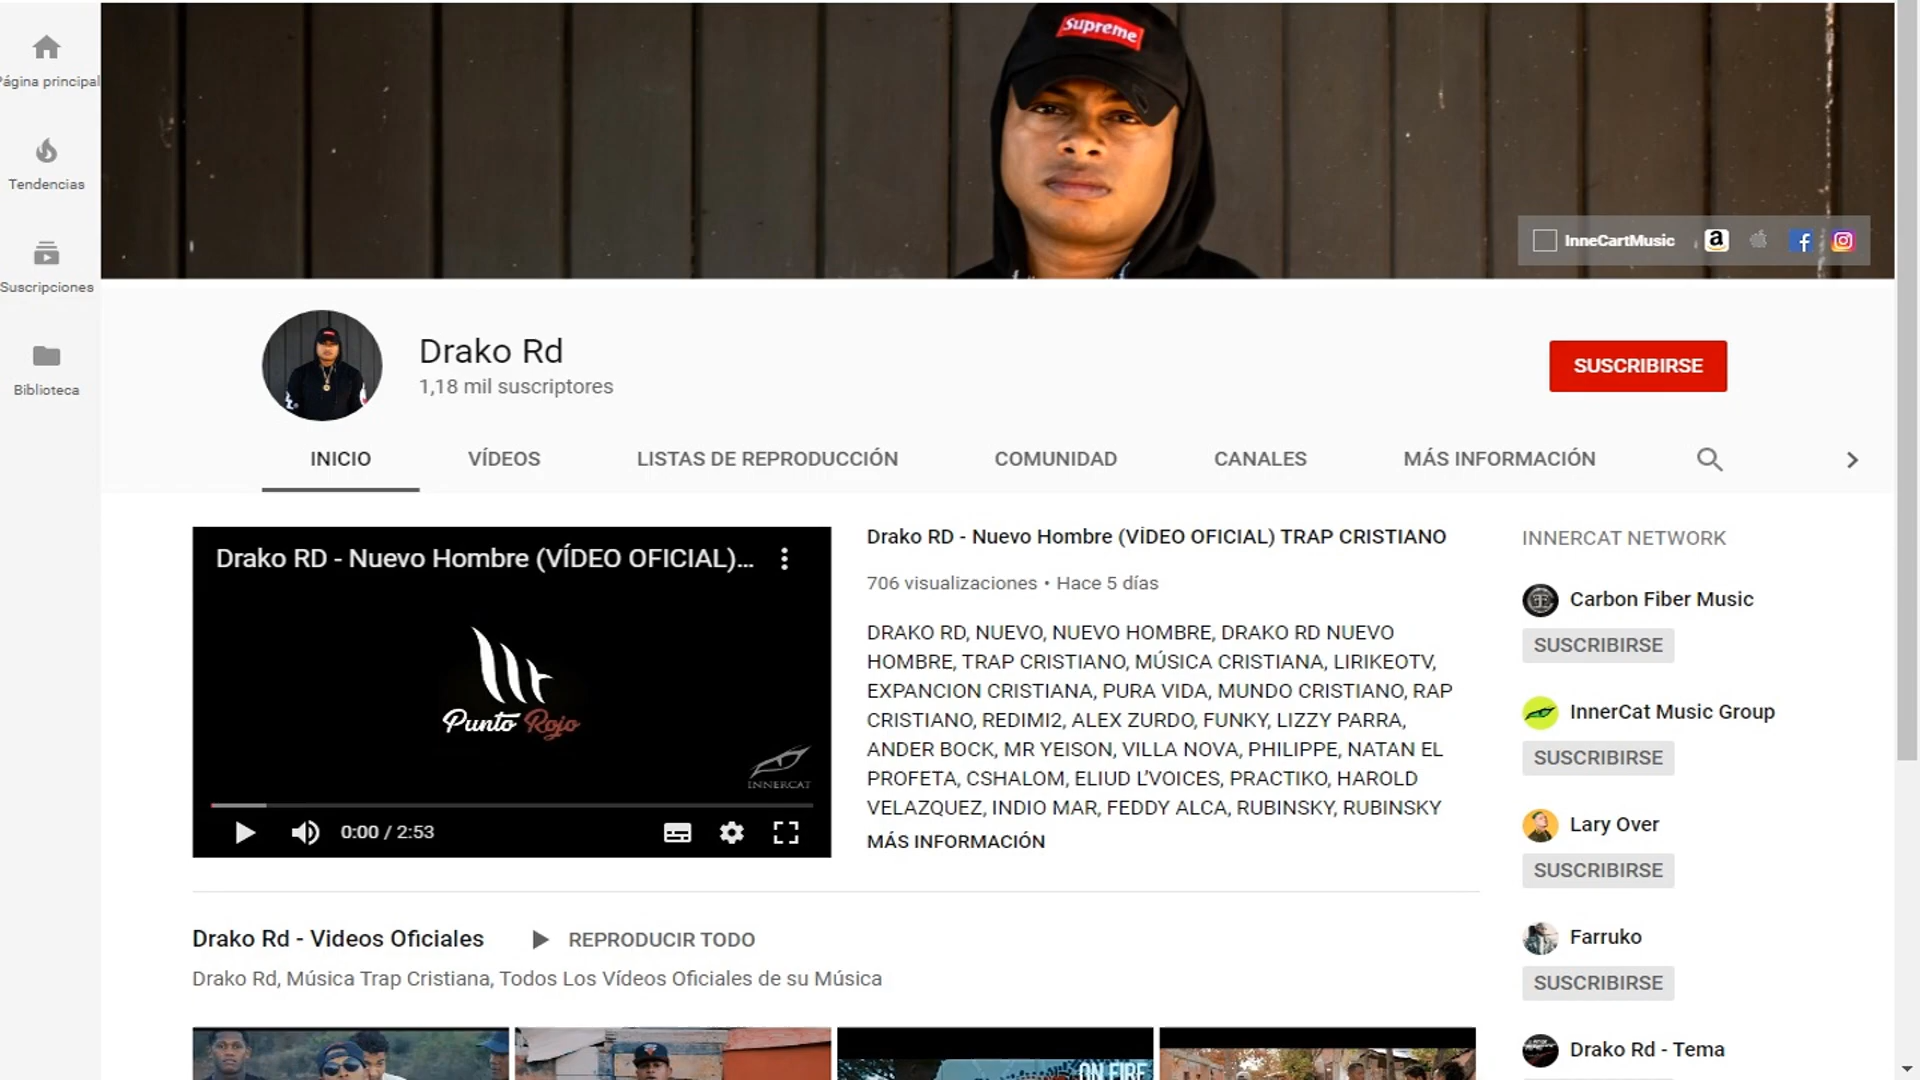 Supreme
Página principal
Tendencias
Suscripciones
Biblioteca
InneCartMusic
Drako Rd
1,18 mil suscriptores
SUSCRIBIRSE
INICIO
VÍDEOS
LISTAS DE REPRODUCCIÓN
COMUNIDAD
CANALES
MÁS INFORMACIÓN
Drako RD - Nuevo Hombre (VÍDEO OFICIAL)...
Punto Rojo
INNERCAT
0:00 / 2:53
Drako RD - Nuevo Hombre (VÍDEO OFICIAL) TRAP CRISTIANO
706 visualizaciones • Hace 5 días
DRAKO RD, NUEVO, NUEVO HOMBRE, DRAKO RD NUEVO
HOMBRE, TRAP CRISTIANO, MÚSICA CRISTIANA, LIRIKEOTV,
EXPANCION CRISTIANA, PURA VIDA, MUNDO CRISTIANO, RAP
CRISTIANO, REDIMI2, ALEX ZURDO, FUNKY, LIZZY PARRA,
ANDER BOCK, MR YEISON, VILLA NOVA, PHILIPPE, NATAN EL
PROFETA, CSHALOM, ELIUD L'VOICES, PRACTIKO, HAROLD
VELAZQUEZ, INDIO MAR, FEDDY ALCA, RUBINSKY, RUBINSKY
MÁS INFORMACIÓN
INNERCAT NETWORK
Carbon Fiber Music
SUSCRIBIRSE
InnerCat Music Group
SUSCRIBIRSE
Lary Over
SUSCRIBIRSE
Farruko
SUSCRIBIRSE
Drako Rd - Tema
Drako Rd - Videos Oficiales
REPRODUCIR TODO
Drako Rd, Música Trap Cristiana, Todos Los Vídeos Oficiales de su Música
ON FIRE